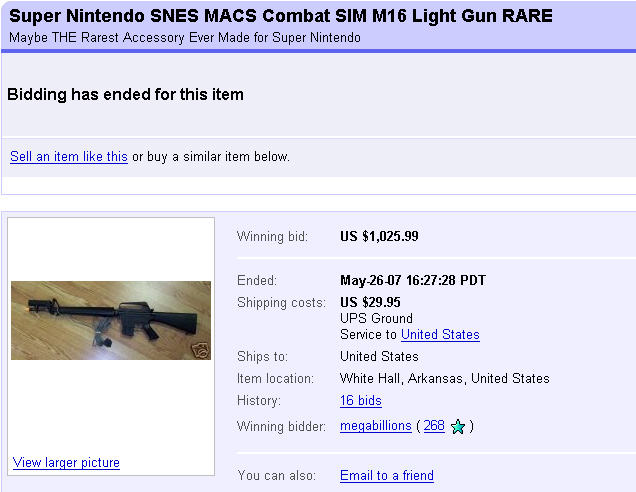 Super Nintendo SNES MACS Combat SIM M16 Light Gun RARE
Maybe THE Rarest Accessory Ever Made for Super Nintendo
Bidding has ended for this item
Sell an item like this or buy a similar item below.
Winning bid: US $1,025.99
Ended: May-26-07 16:27:28 PDT
Shipping costs: US $29.95
UPS Ground
Service to United States
Ships to: United States
Item location: White Hall, Arkansas, United States
History: 16 bids
Winning bidder: megabillions ( 268 )
View larger picture
You can also: Email to a friend